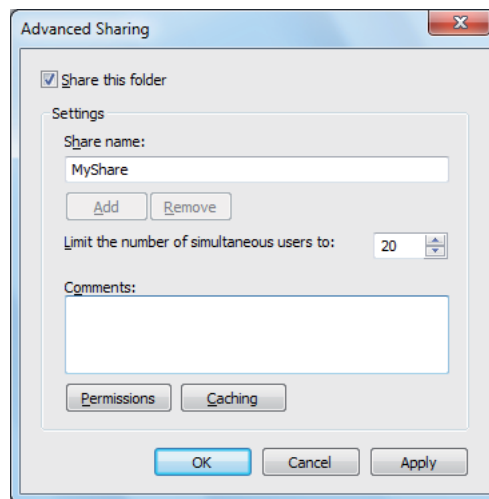 Advanced Sharing
Share this folder
Settings
Share name:
MyShare
Add Remove
Limit the number of simultaneous users to: 20
Comments:
Permissions Caching
OK Cancel Apply